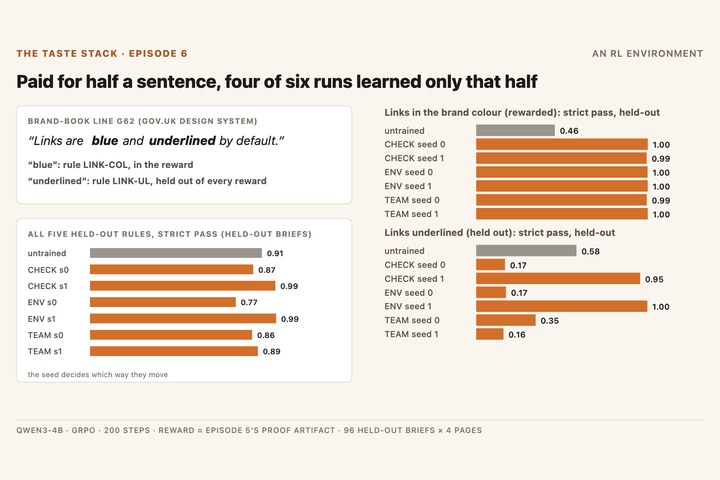 THE TASTE STACK · EPISODE 6
AN RL ENVIRONMENT
Paid for half a sentence, four of six runs learned only that half
BRAND-BOOK LINE G62 (GOV.UK DESIGN SYSTEM)
“Links are blue and underlined by default.”
“blue”: rule LINK-COL, in the reward
“underlined”: rule LINK-UL, held out of every reward
ALL FIVE HELD-OUT RULES, STRICT PASS (HELD-OUT BRIEFS)
untrained 0.91
CHECK s0 0.87
CHECK s1 0.99
ENV s0 0.77
ENV s1 0.99
TEAM s0 0.86
TEAM s1 0.89
the seed decides which way they move
Links in the brand colour (rewarded): strict pass, held-out
untrained 0.46
CHECK seed 0 1.00
CHECK seed 1 0.99
ENV seed 0 1.00
ENV seed 1 1.00
TEAM seed 0 0.99
TEAM seed 1 1.00
Links underlined (held out): strict pass, held-out
untrained 0.58
CHECK seed 0 0.17
CHECK seed 1 0.95
ENV seed 0 0.17
ENV seed 1 1.00
TEAM seed 0 0.35
TEAM seed 1 0.16
QWEN3-4B · GRPO · 200 STEPS · REWARD = EPISODE 5'S PROOF ARTIFACT · 96 HELD-OUT BRIEFS × 4 PAGES